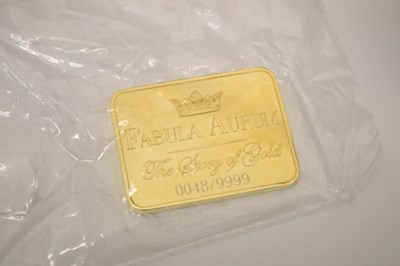 FABULA AURUM
The Story of Gold
0048/9999